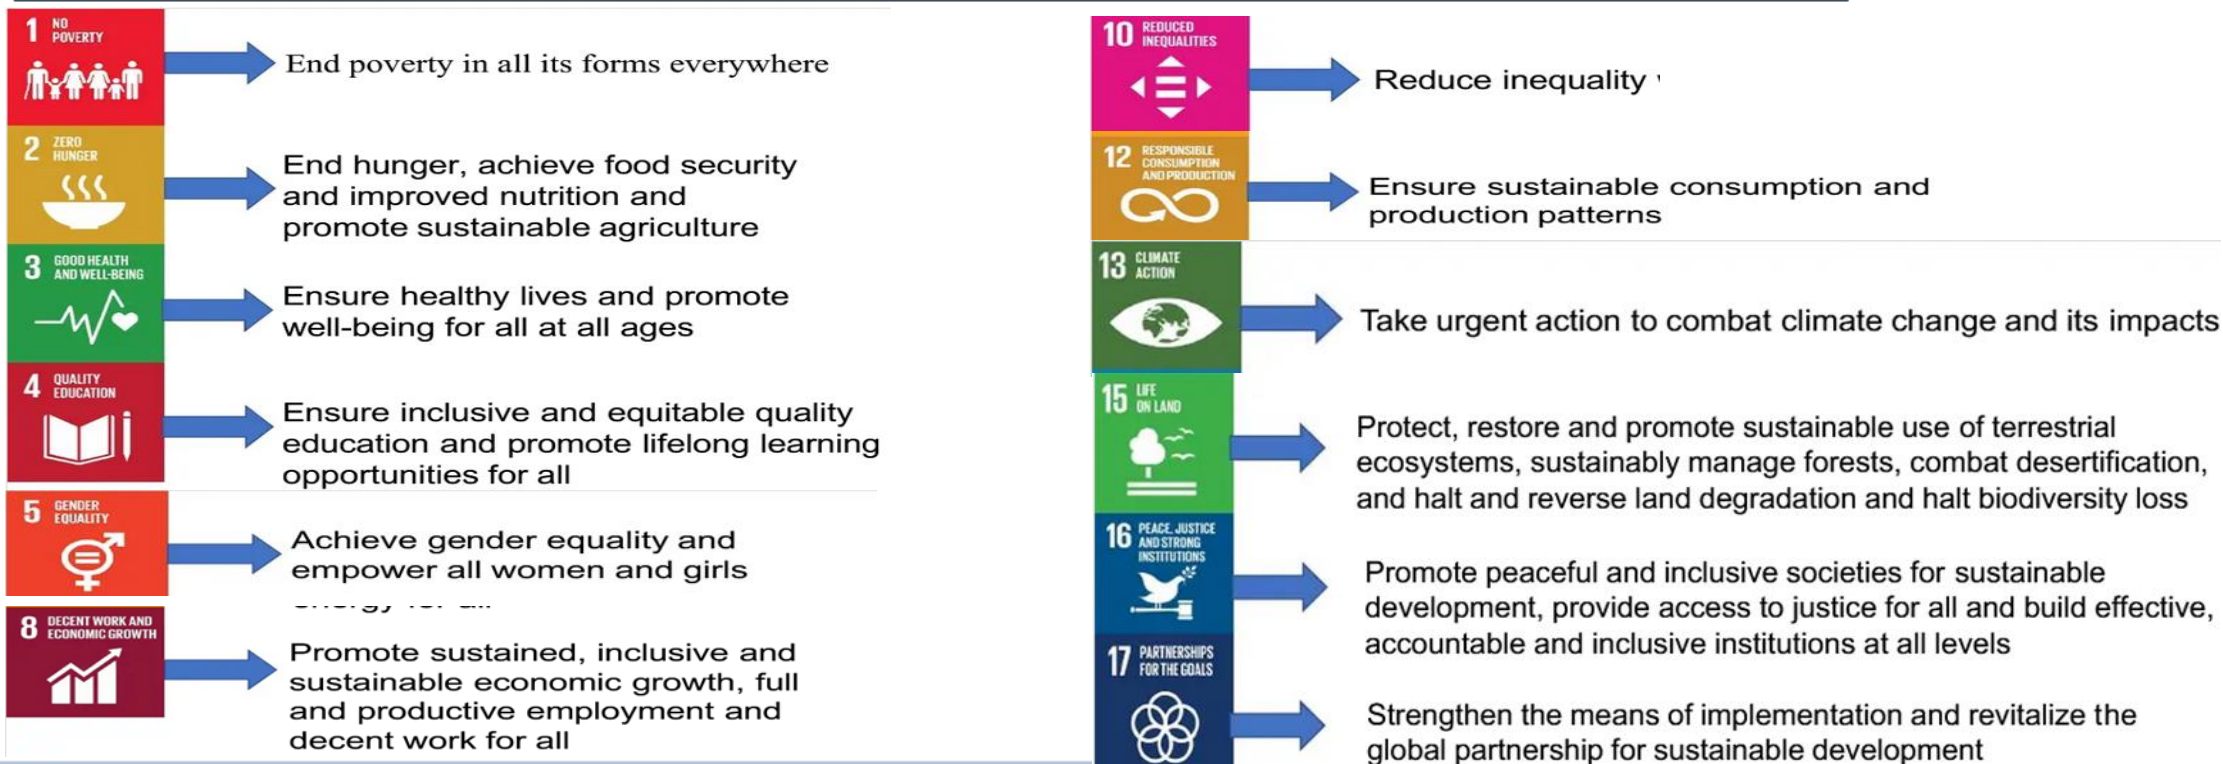 1 NO
POVERTY
End poverty in all its forms everywhere
2 ZERO
HUNGER
End hunger, achieve food security
and improved nutrition and
promote sustainable agriculture
3 GOOD HEALTH
AND WELL-BEING
Ensure healthy lives and promote
well-being for all at all ages
4 QUALITY
EDUCATION
Ensure inclusive and equitable quality
education and promote lifelong learning
opportunities for all
5 GENDER
EQUALITY
Achieve gender equality and
empower all women and girls
8 DECENT WORK AND
ECONOMIC GROWTH
Promote sustained, inclusive and
sustainable economic growth, full
and productive employment and
decent work for all
10 REDUCED
INEQUALITIES
Reduce inequality
12 RESPONSIBLE
CONSUMPTION
AND PRODUCTION
Ensure sustainable consumption and
production patterns
13 CLIMATE
ACTION
Take urgent action to combat climate change and its impacts
15 LIFE
ON LAND
Protect, restore and promote sustainable use of terrestrial
ecosystems, sustainably manage forests, combat desertification,
and halt and reverse land degradation and halt biodiversity loss
16 PEACE, JUSTICE
AND STRONG
INSTITUTIONS
Promote peaceful and inclusive societies for sustainable
development, provide access to justice for all and build effective,
accountable and inclusive institutions at all levels
17 PARTNERSHIPS
FOR THE GOALS
Strengthen the means of implementation and revitalize the
global partnership for sustainable development